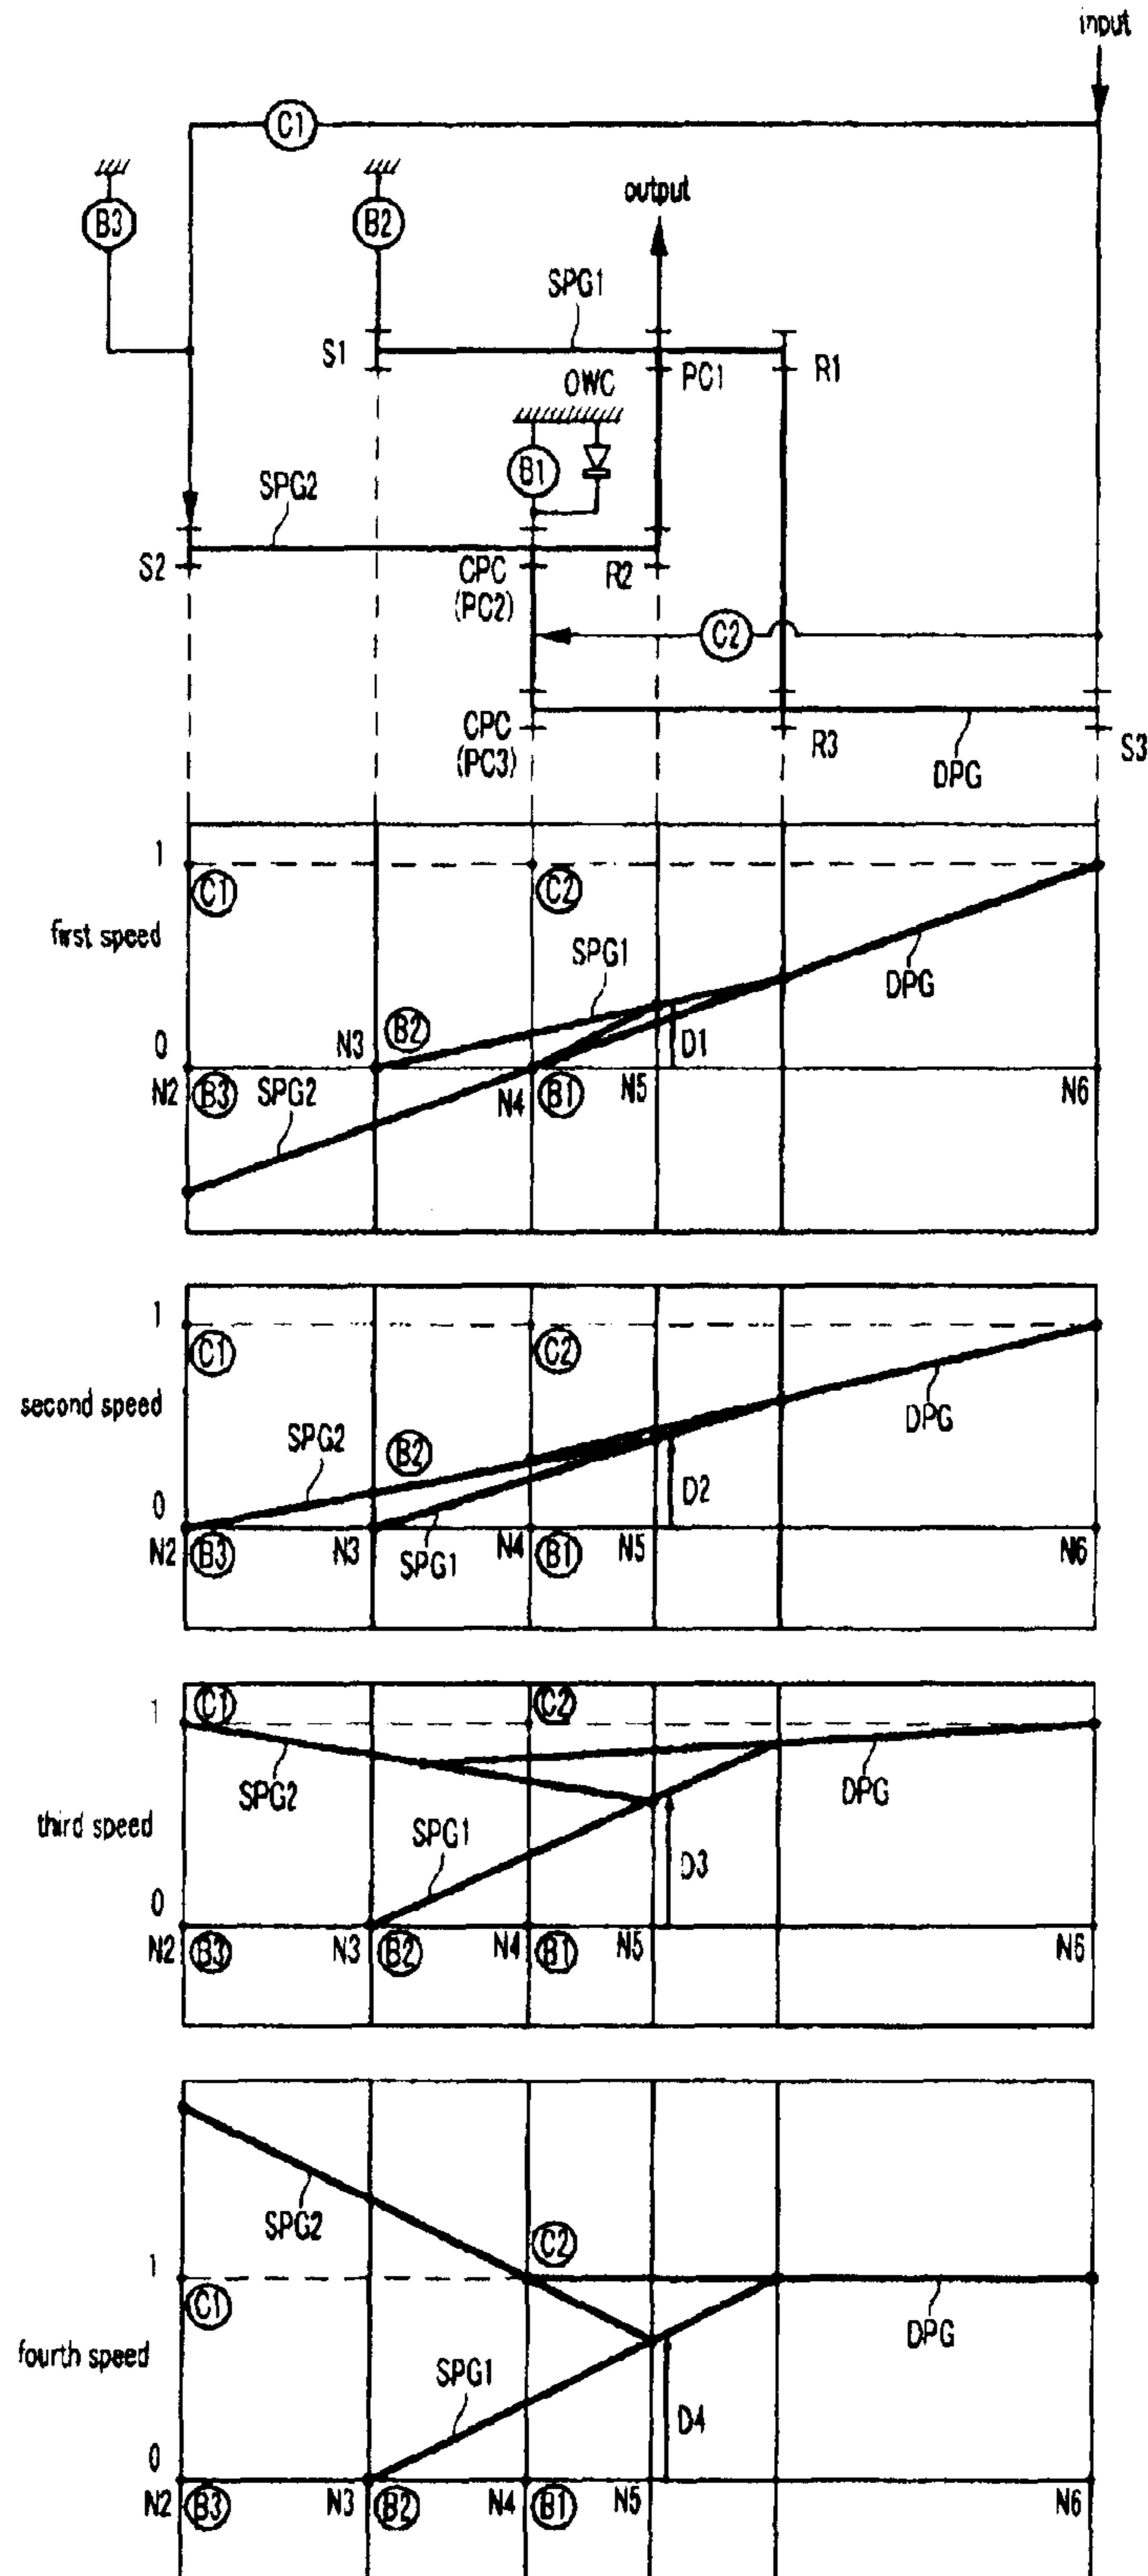 input
C1
B3
B2
output
SPG1
S1
PC1
R1
OWC
B1
SPG2
S2
CPC
(PC2)
R2
C2
CPC
(PC3)
R3
S3
DPG
1
C1
C2
first speed
SPG1
DPG
B2
0
N3
D1
N2
B3
SPG2
N4
B1
N5
N6
1
C1
C2
second speed
SPG2
B2
DPG
D2
0
N2
B3
N3
SPG1
N4
B1
N5
N6
1
C1
C2
SPG2
DPG
third speed
SPG1
D3
0
N2
B3
N3
B2
N4
B1
N5
N6
SPG2
C2
1
C1
DPG
fourth speed
SPG1
D4
0
N2
B3
N3
B2
N4
B1
N5
N6